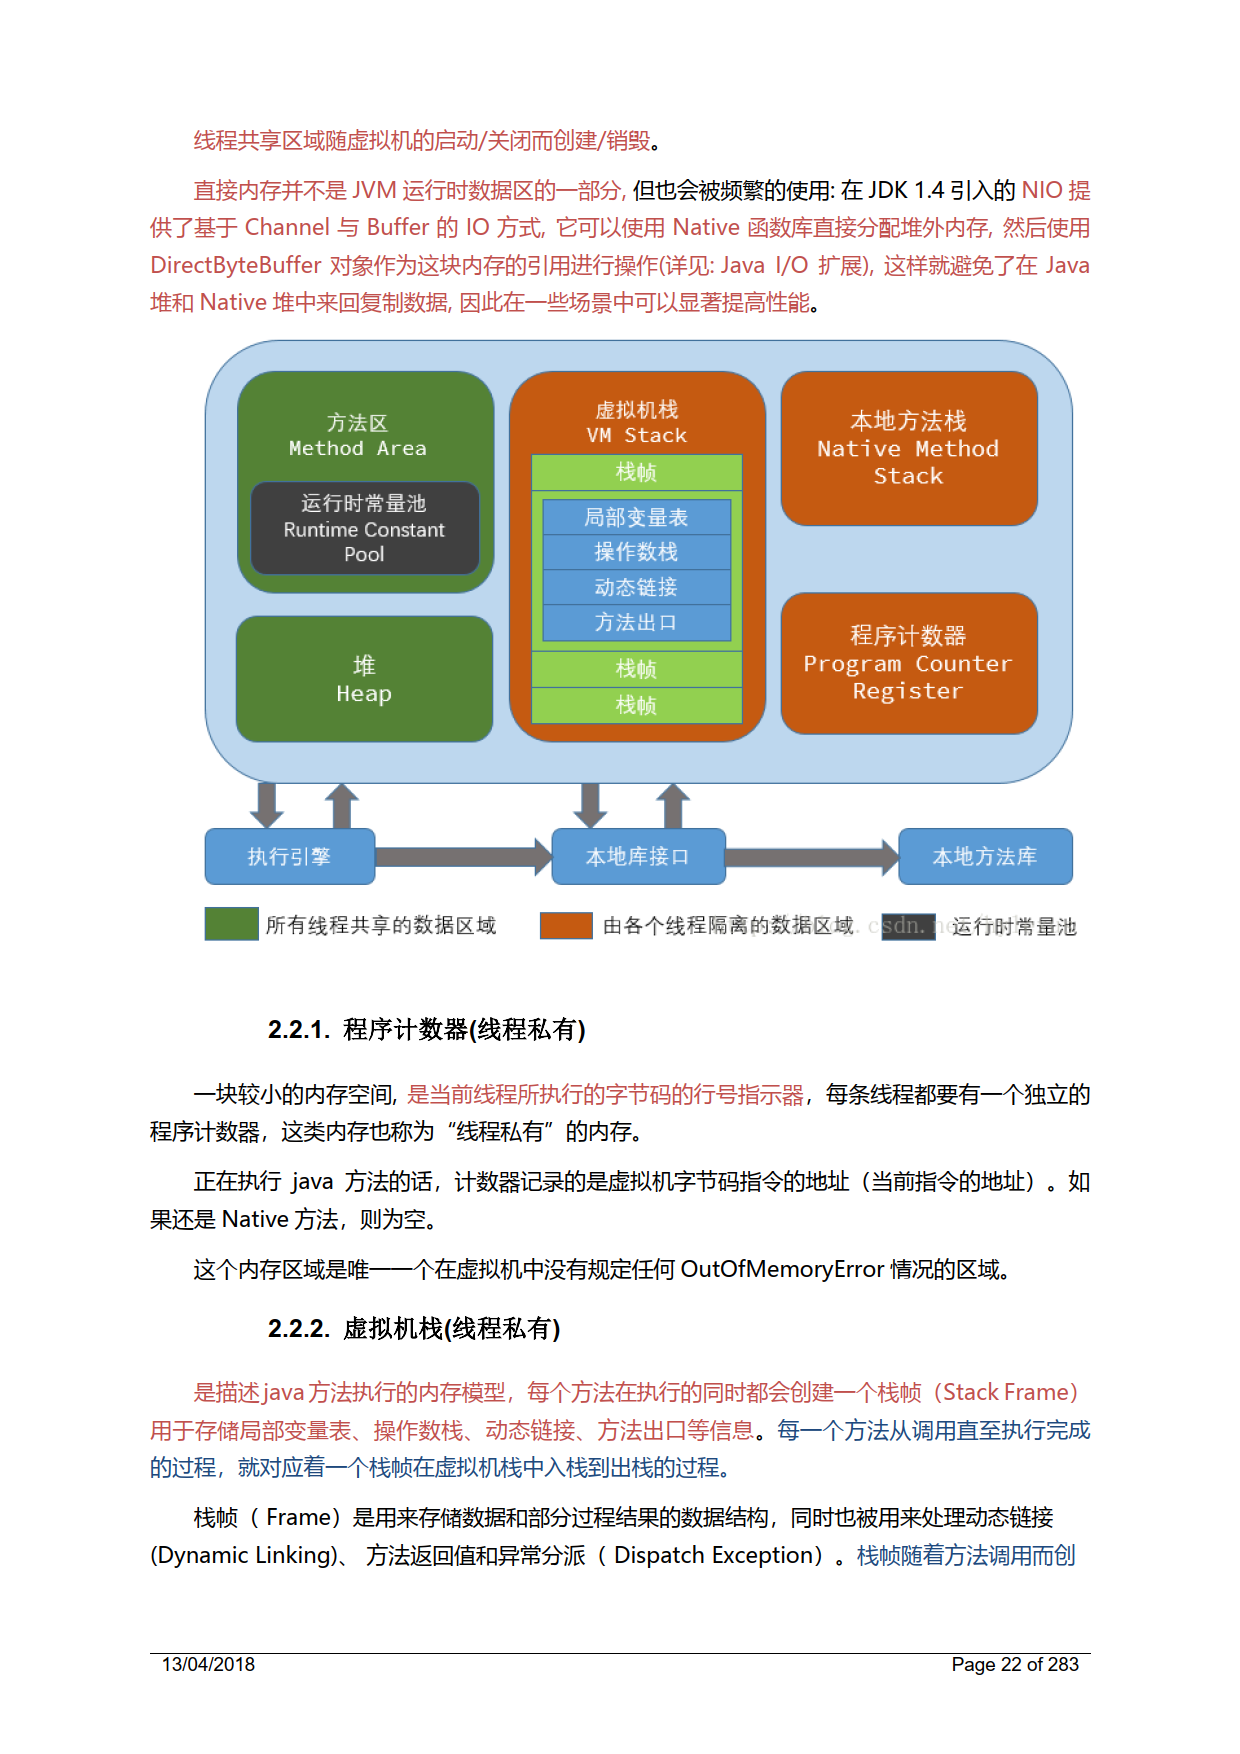 线程共享区域随虚拟机的启动/关闭而创建/销毁。
直接内存并不是 JVM 运行时数据区的一部分, 但也会被频繁的使用: 在 JDK 1.4 引入的 NIO 提
供了基于 Channel 与 Buffer 的 IO 方式, 它可以使用 Native 函数库直接分配堆外内存, 然后使用
DirectByteBuffer 对象作为这块内存的引用进行操作(详见: Java I/O 扩展), 这样就避免了在 Java
堆和 Native 堆中来回复制数据, 因此在一些场景中可以显著提高性能。
方法区
Method Area
运行时常量池
Runtime Constant
Pool
堆
Heap
虚拟机栈
VM Stack
栈帧
局部变量表
操作数栈
动态链接
方法出口
栈帧
栈帧
本地方法栈
Native Method
Stack
程序计数器
Program Counter
Register
执行引擎
本地库接口
本地方法库
所有线程共享的数据区域
由各个线程隔离的数据区域
运行时常量池
2.2.1. 程序计数器(线程私有)
一块较小的内存空间, 是当前线程所执行的字节码的行号指示器，每条线程都要有一个独立的
程序计数器，这类内存也称为“线程私有”的内存。
正在执行 java 方法的话，计数器记录的是虚拟机字节码指令的地址（当前指令的地址）。如
果还是 Native 方法，则为空。
这个内存区域是唯一一个在虚拟机中没有规定任何 OutOfMemoryError 情况的区域。
2.2.2. 虚拟机栈(线程私有)
是描述java方法执行的内存模型，每个方法在执行的同时都会创建一个栈帧（Stack Frame）
用于存储局部变量表、操作数栈、动态链接、方法出口等信息。每一个方法从调用直至执行完成
的过程，就对应着一个栈帧在虚拟机栈中入栈到出栈的过程。
栈帧（ Frame）是用来存储数据和部分过程结果的数据结构，同时也被用来处理动态链接
(Dynamic Linking)、 方法返回值和异常分派（ Dispatch Exception）。栈帧随着方法调用而创
13/04/2018
Page 22 of 283